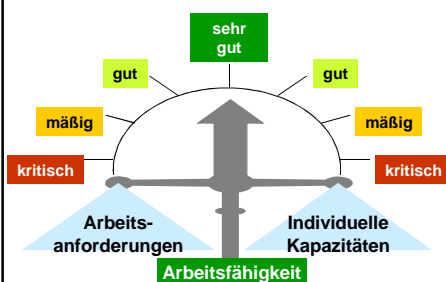 sehr
gut
gut
gut
mäßig
mäßig
kritisch
kritisch
Arbeits-
anforderungen
Individuelle
Kapazitäten
Arbeitsfähigkeit